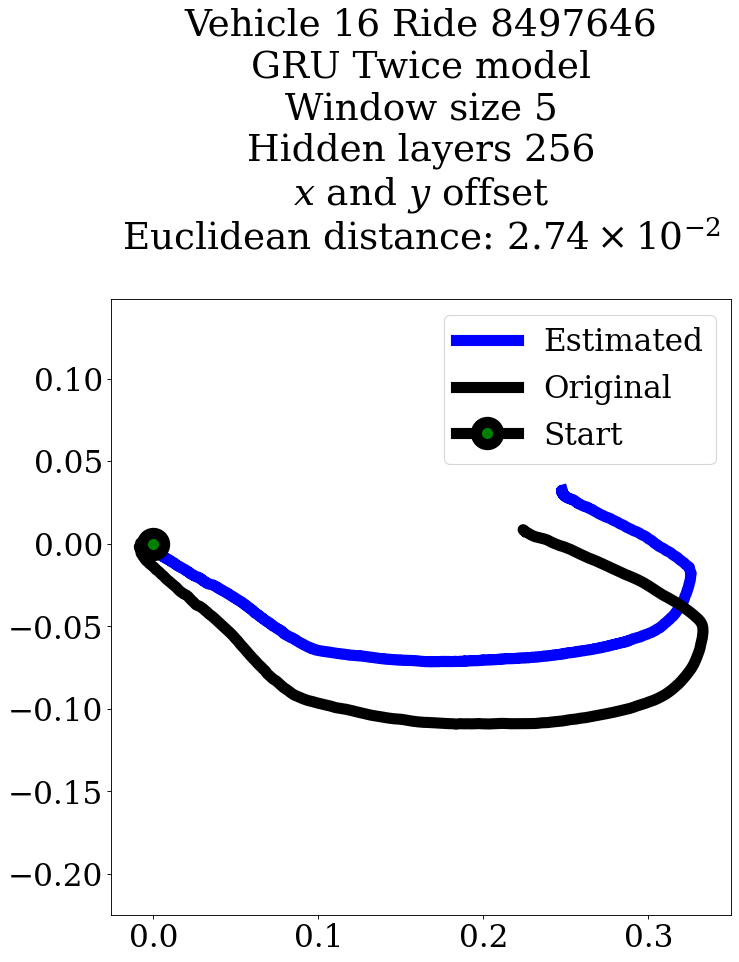 Vehicle 16 Ride 8497646
GRU Twice model
Window size 5
Hidden layers 256
x and y offset
Euclidean distance: 2.74 × 10⁻²
Estimated
Original
Start
0.10
0.05
0.00
−0.05
−0.10
−0.15
−0.20
0.0 0.1 0.2 0.3